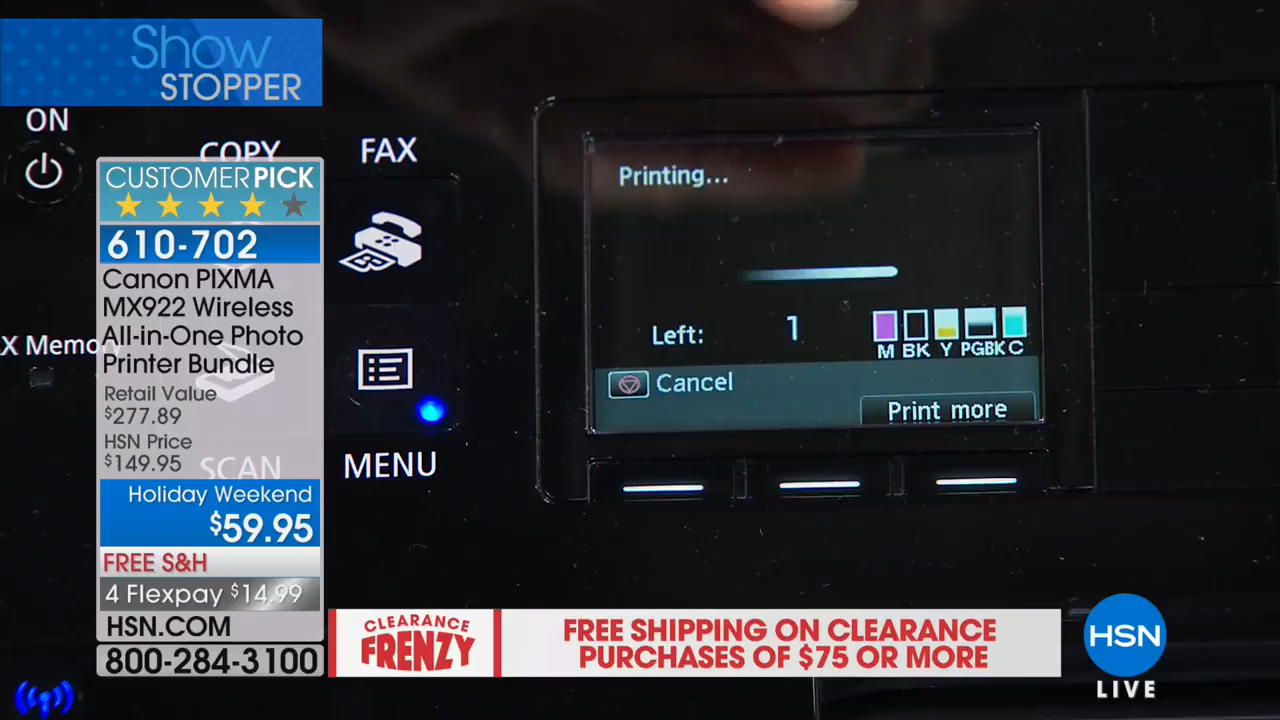 Show
STOPPER
ON
COPY
FAX
CUSTOMER PICK
610-702
Canon PIXMA
MX922 Wireless
All-in-One Photo
Printer Bundle
Retail Value
$277.89
HSN Price
$149.95
Holiday Weekend
$59.95
FREE S&H
4 Flexpay $14.99
HSN.COM
800-284-3100
X Memory
SCAN
MENU
Printing...
Left: 1
M BK Y PGBK C
Cancel
Print more
CLEARANCE
FRENZY
FREE SHIPPING ON CLEARANCE
PURCHASES OF $75 OR MORE
HSN
LIVE